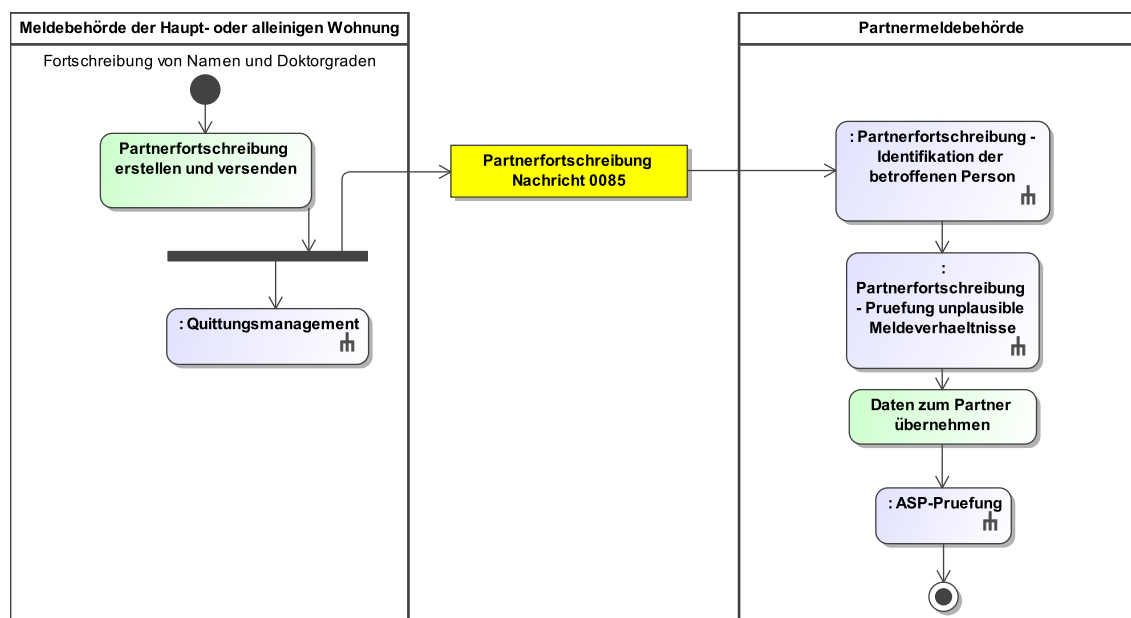 Meldebehörde der Haupt- oder alleinigen Wohnung
Fortschreibung von Namen und Doktorgraden
Partnerfortschreibung
erstellen und versenden
: Quittungsmanagement
Partnerfortschreibung
Nachricht 0085
Partnermeldebehörde
: Partnerfortschreibung -
Identifikation der
betroffenen Person
:
Partnerfortschreibung
- Pruefung unplausible
Meldeverhaeltnisse
Daten zum Partner
übernehmen
: ASP-Pruefung